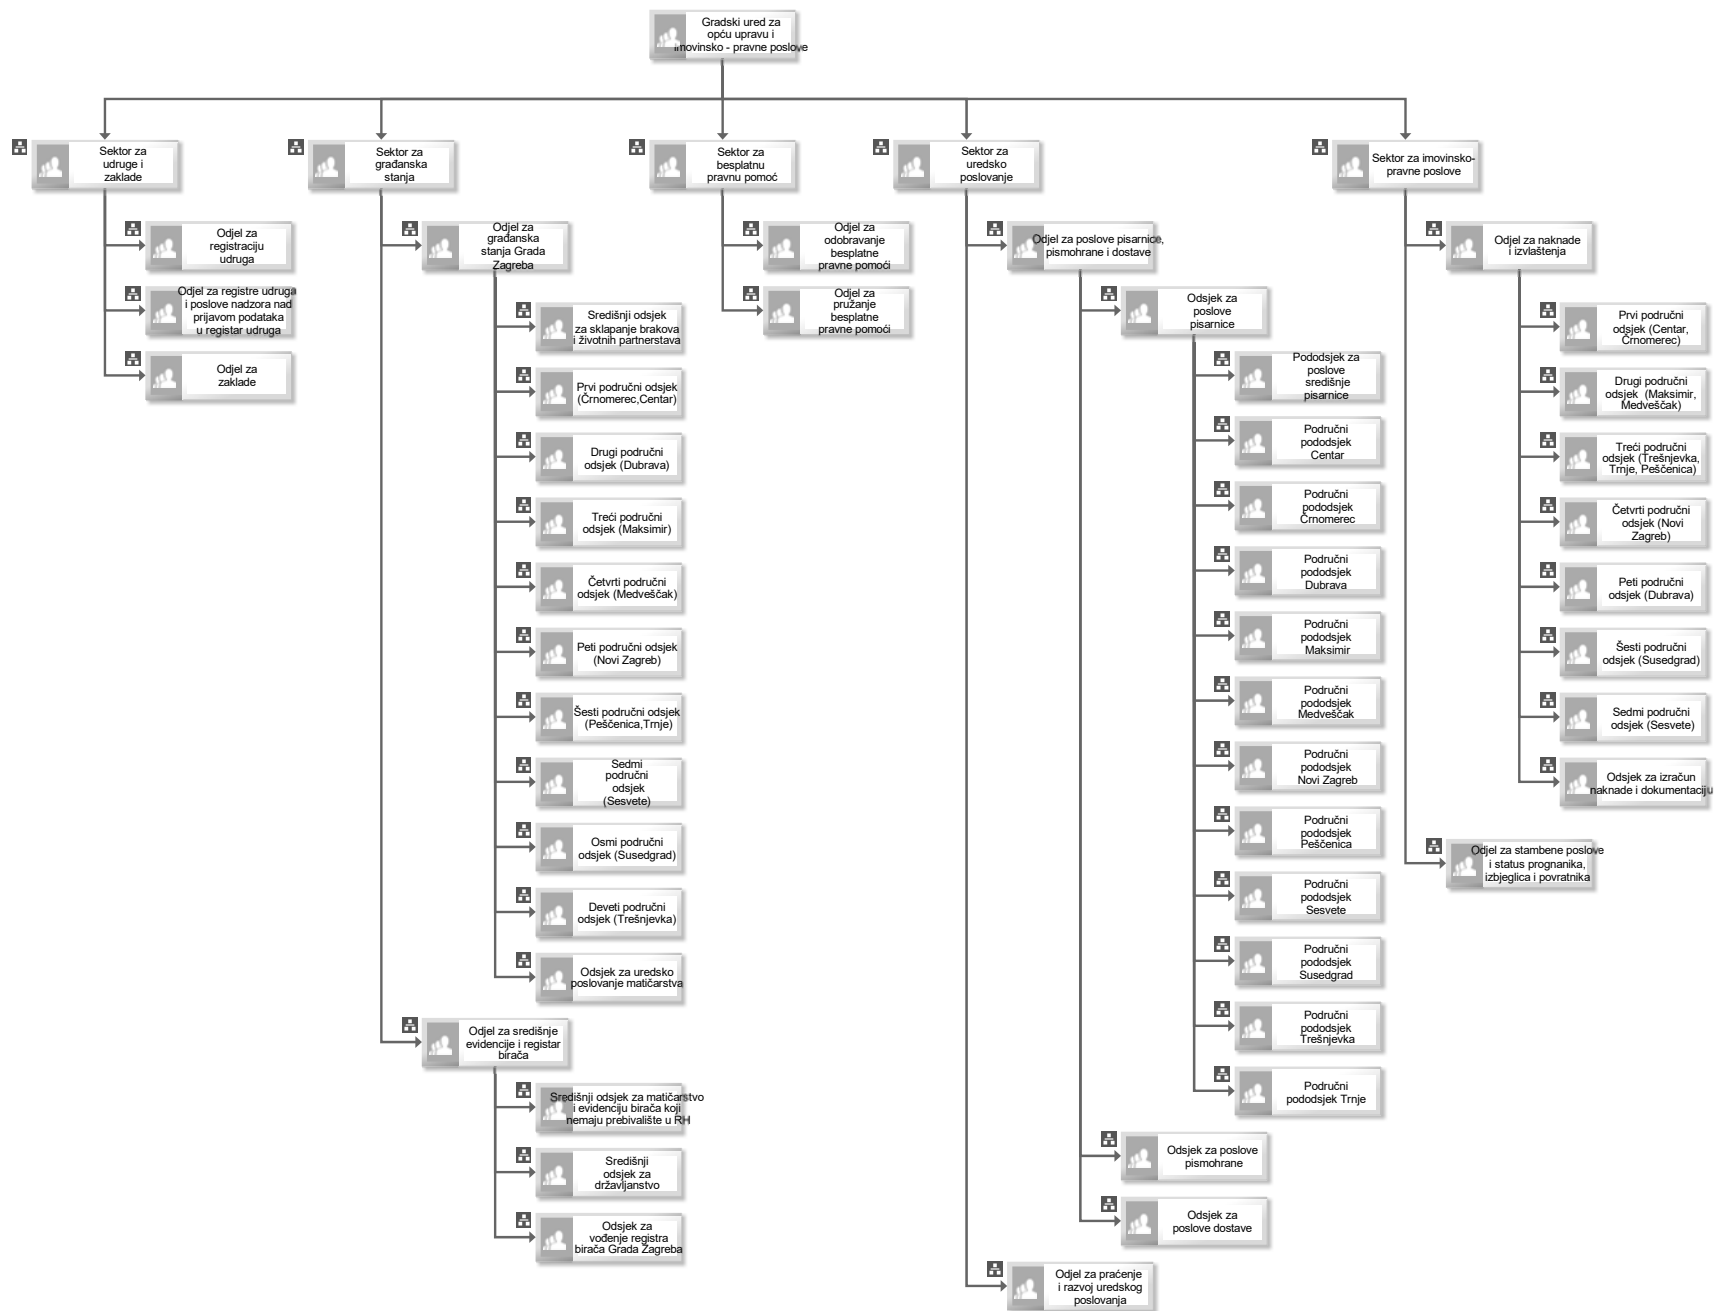 Gradski ured za
opću upravu i
imovinsko - pravne poslove
Sektor za
udruge i
zaklade
Odjel za
registraciju
udruga
Odjel za registre udruga
i poslove nadzora nad
prijavom podataka
u registar udruga
Odjel za
zaklade
Sektor za
građanska
stanja
Odjel za
građanska
stanja Grada
Zagreba
Središnji odsjek
za sklapanje brakova
i životnih partnerstava
Prvi područni odsjek
(Črnomerec,Centar)
Drugi područni
odsjek (Dubrava)
Treći područni
odsjek (Maksimir)
Četvrti područni
odsjek (Medveščak)
Peti područni odsjek
(Novi Zagreb)
Šesti područni odsjek
(Peščenica,Trnje)
Sedmi
područni
odsjek
(Sesvete)
Osmi područni
odsjek (Susedgrad)
Deveti područni
odsjek (Trešnjevka)
Odsjek za uredsko
poslovanje matičarstva
Odjel za središnje
evidencije i registar
birača
Središnji odsjek za matičarstvo
i evidenciju birača koji
nemaju prebivalište u RH
Središnji
odsjek za
državljanstvo
Odsjek za
vođenje registra
birača Grada Zagreba
Sektor za
besplatnu
pravnu pomoć
Odjel za
odobravanje
besplatne
pravne pomoći
Odjel za
pružanje
besplatne
pravne pomoći
Sektor za
uredsko
poslovanje
Odjel za poslove pisarnice,
pismohrane i dostave
Odsjek za
poslove
pisarnice
Pododsjek za
poslove
središnje
pisarnice
Područni
pododsjek
Centar
Područni
pododsjek
Črnomerec
Područni
pododsjek
Dubrava
Područni
pododsjek
Maksimir
Područni
pododsjek
Medveščak
Područni
pododsjek
Novi Zagreb
Područni
pododsjek
Peščenica
Područni
pododsjek
Sesvete
Područni
pododsjek
Susedgrad
Područni
pododsjek
Trešnjevka
Područni
pododsjek Trnje
Odsjek za poslove
pismohrane
Odsjek za
poslove dostave
Odjel za praćenje
i razvoj uredskog
poslovanja
Sektor za imovinsko-
pravne poslove
Odjel za naknade
i izvlaštenja
Prvi područni
odsjek (Centar,
Črnomerec)
Drugi područni
odsjek (Maksimir,
Medveščak)
Treći područni
odsjek (Trešnjevka,
Trnje, Peščenica)
Četvrti područni
odsjek (Novi
Zagreb)
Peti područni
odsjek (Dubrava)
Šesti područni
odsjek (Susedgrad)
Sedmi područni
odsjek (Sesvete)
Odsjek za izračun
naknade i dokumentaciju
Odjel za stambene poslove
i status prognanika,
izbjeglica i povratnika